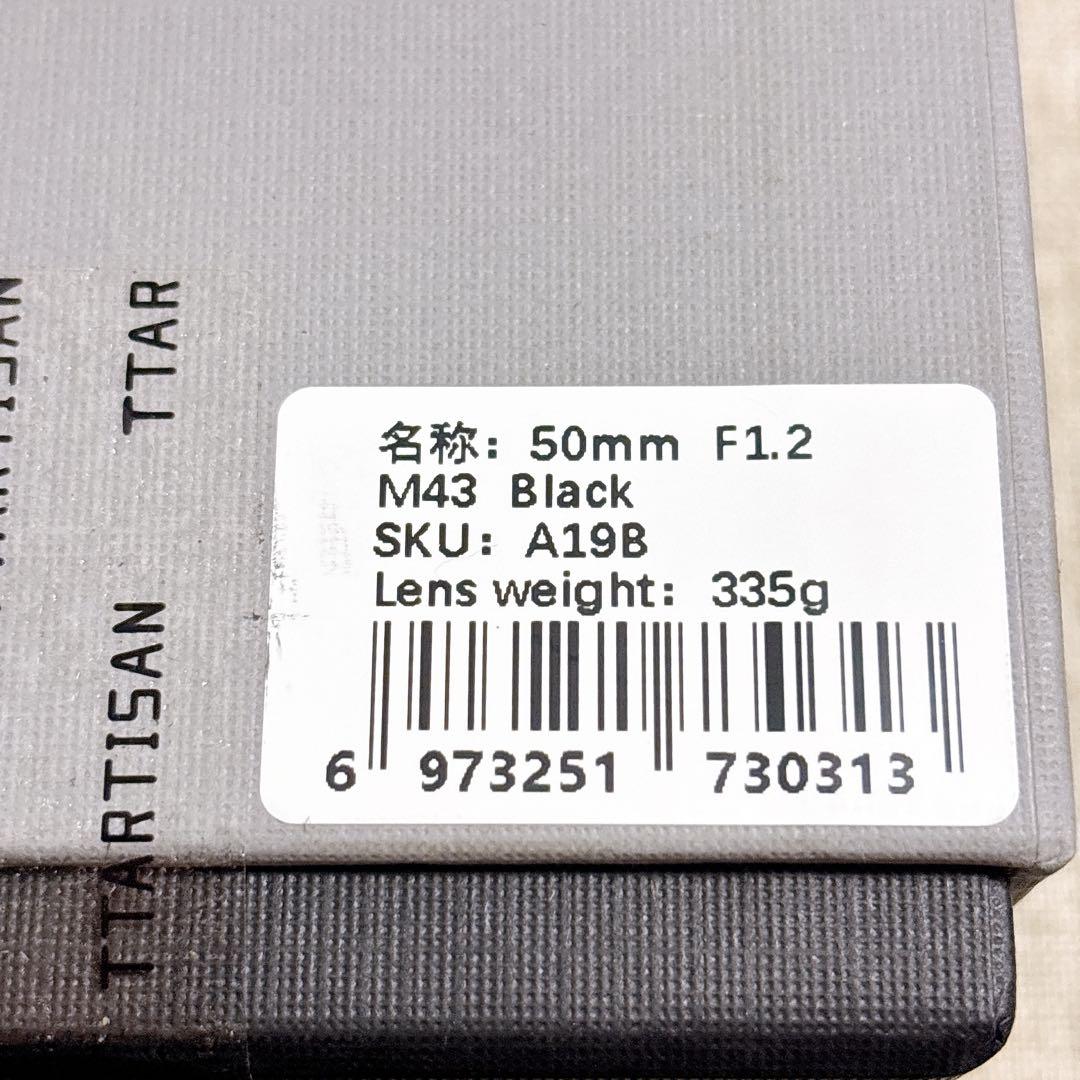 名称：50mm F1.2
M43 Black
SKU：A19B
Lens weight：335g
6 973251 730313
TTARTISAN TTAR